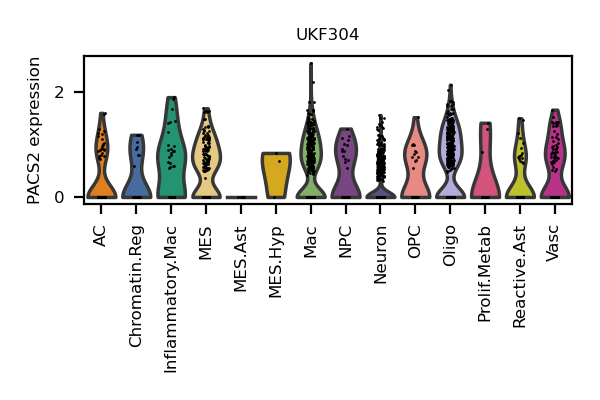 UKF304
PACS2 expression
2
0
AC
Chromatin.Reg
Inflammatory.Mac
MES
MES.Ast
MES.Hyp
Mac
NPC
Neuron
OPC
Oligo
Prolif.Metab
Reactive.Ast
Vasc